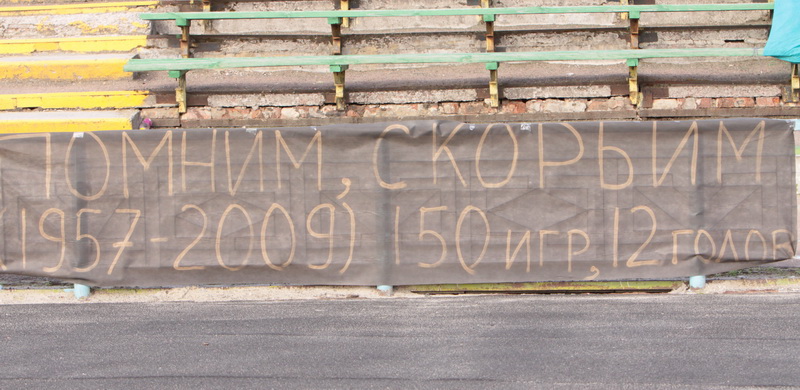 ПОМНИМ, СКОРБИМ
(1957-2009) 150 игр, 12 голов